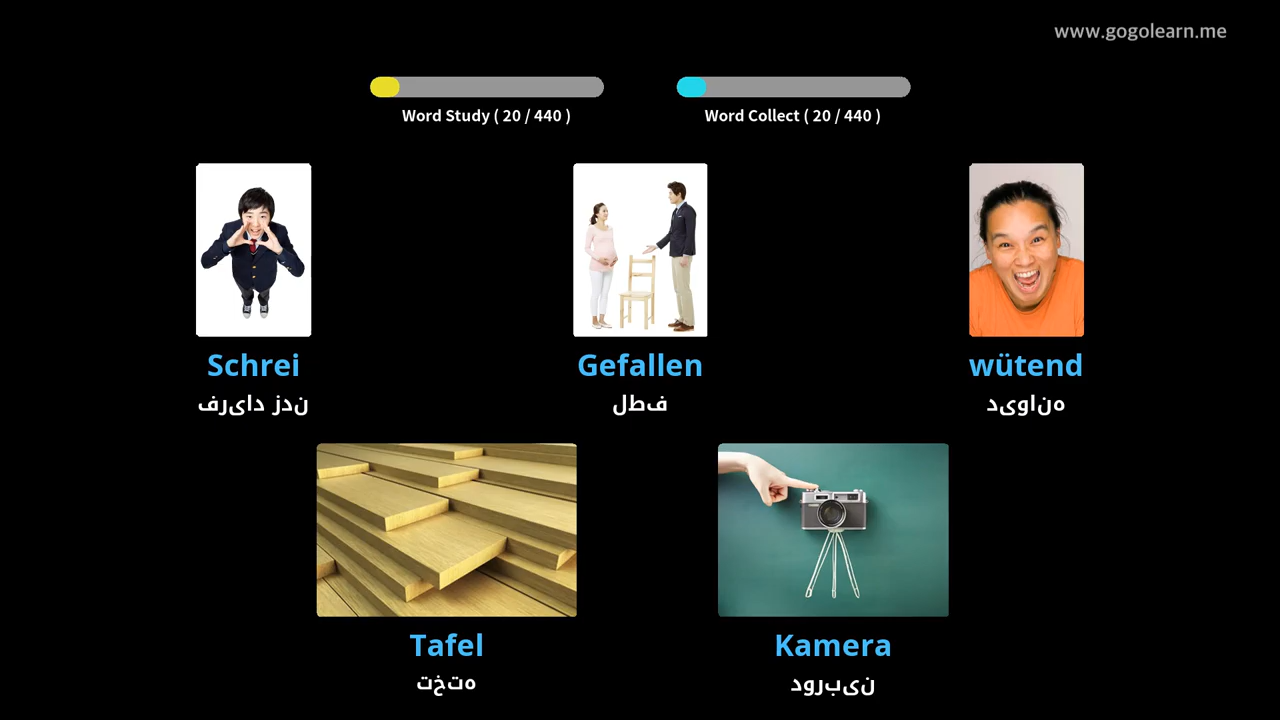 www.gogolearn.me
Word Study ( 20 / 440 )
Word Collect ( 20 / 440 )
Schrei
فریاد زدن
Gefallen
لطف
wütend
دیوانه
Tafel
تخته
Kamera
دوربین